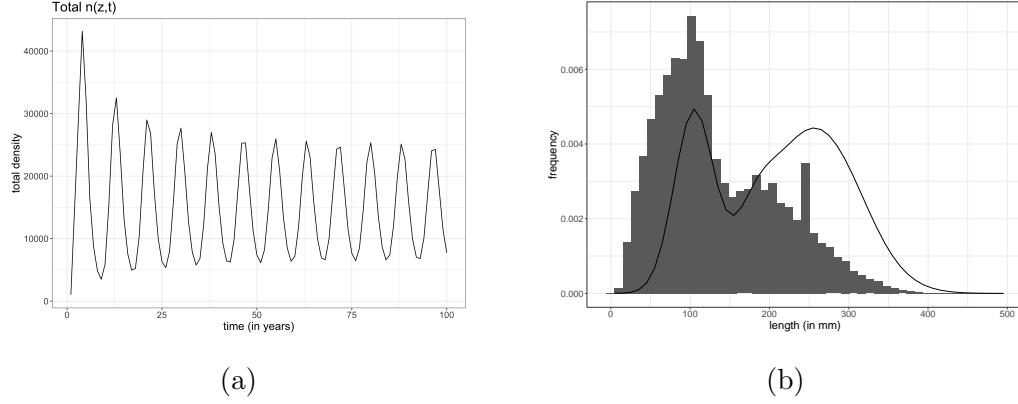 Total n(z,t)
total density
40000
30000
20000
10000
0
0 25 50 75 100
time (in years)
(a)
frequency
0.006
0.004
0.002
0.000
0 100 200 300 400 500
length (in mm)
(b)